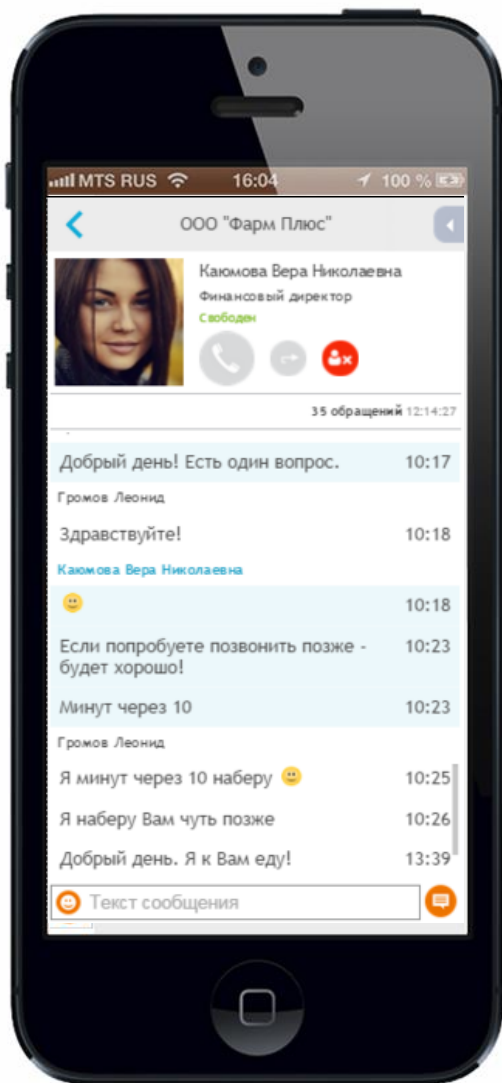 MTS RUS 16:04 100 %
ООО "Фарм Плюс"
Каюмова Вера Николаевна
Финансовый директор
Свободен
35 обращений 12:14:27
Добрый день! Есть один вопрос. 10:17
Громов Леонид
Здравствуйте! 10:18
Каюмова Вера Николаевна
🙂 10:18
Если попробуете позвонить позже - 10:23
будет хорошо!
Минут через 10 10:23
Громов Леонид
Я минут через 10 наберу 🙂 10:25
Я наберу Вам чуть позже 10:26
Добрый день. Я к Вам еду! 13:39
Текст сообщения